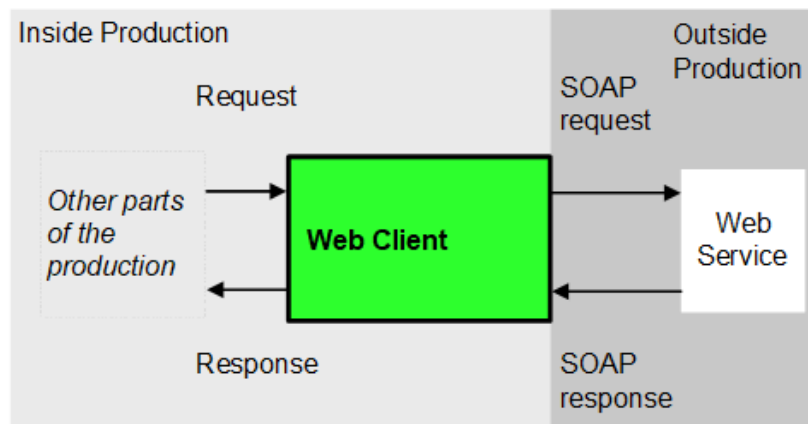 Inside Production
Outside
Production
Request
SOAP
request
Other parts
of the
production
Web Client
Web
Service
Response
SOAP
response